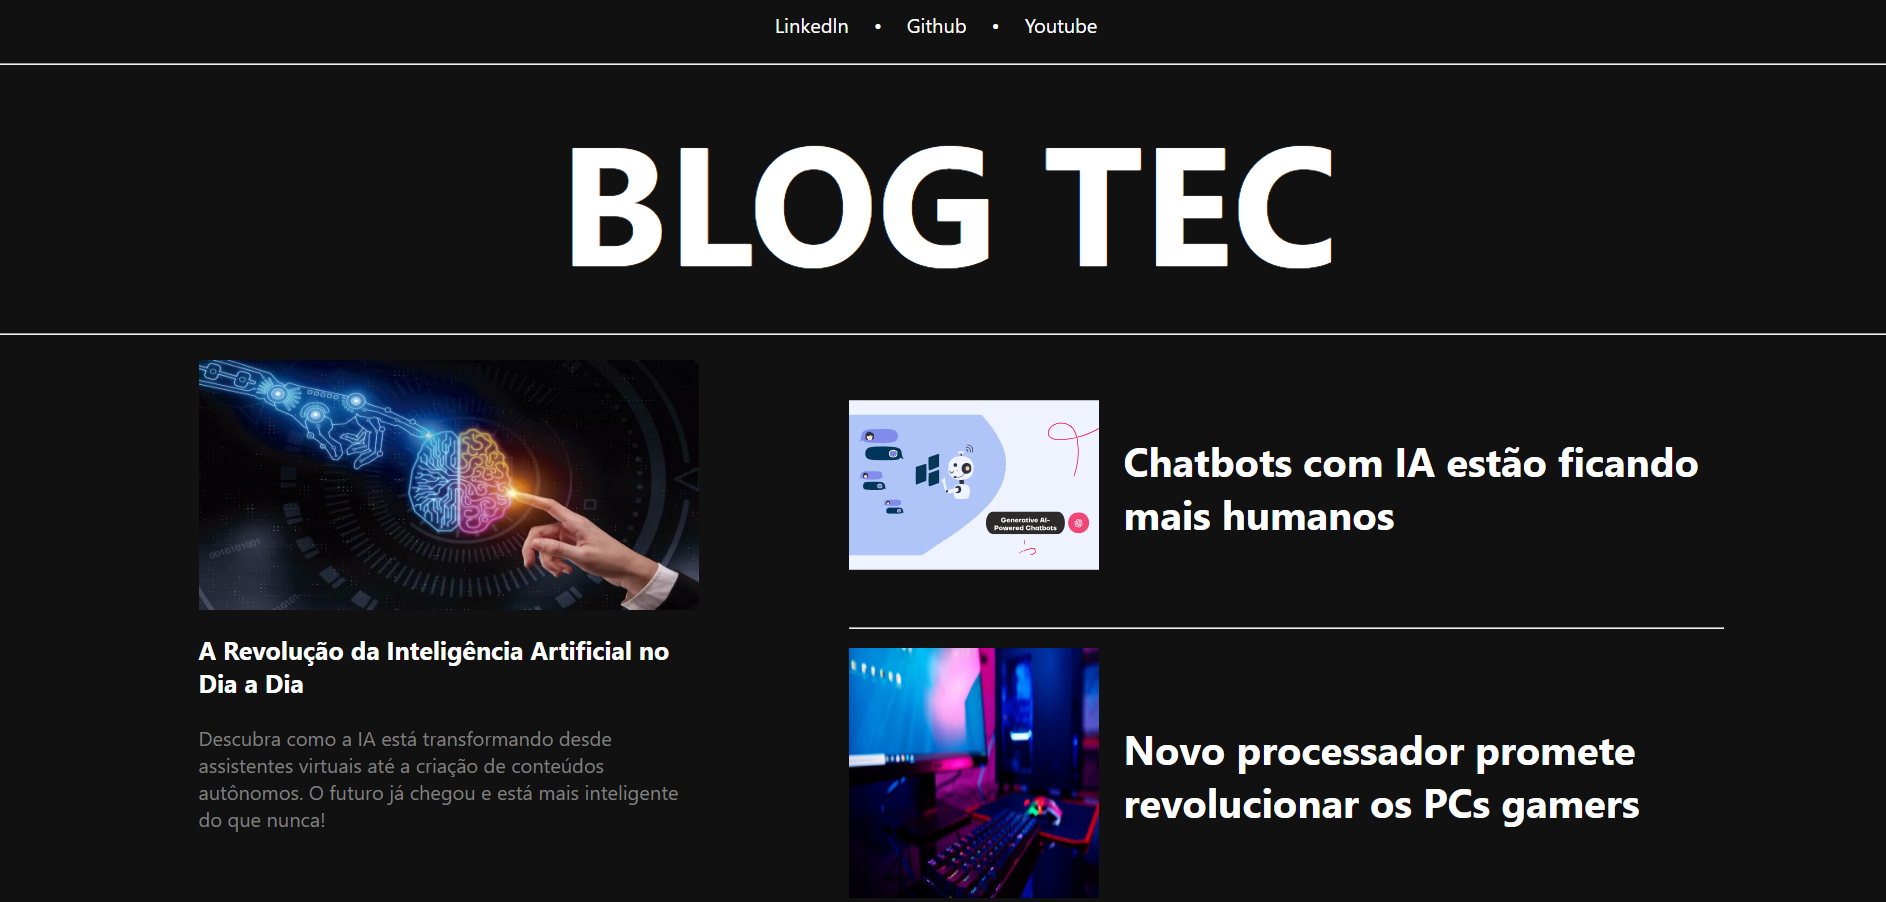 LinkedIn • Github • Youtube
BLOG TEC
A Revolução da Inteligência Artificial no
Dia a Dia
Descubra como a IA está transformando desde
assistentes virtuais até a criação de conteúdos
autônomos. O futuro já chegou e está mais inteligente
do que nunca!
0010101001
Chatbots com IA estão ficando
mais humanos
Generative AI-
Powered Chatbots
Novo processador promete
revolucionar os PCs gamers